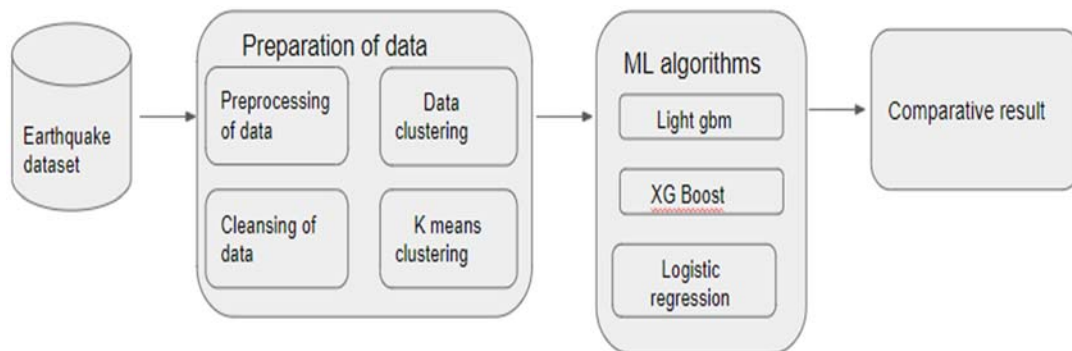 Earthquake
dataset
Preparation of data
Preprocessing
of data
Data
clustering
Cleansing of
data
K means
clustering
ML algorithms
Light gbm
XG Boost
Logistic
regression
Comparative result